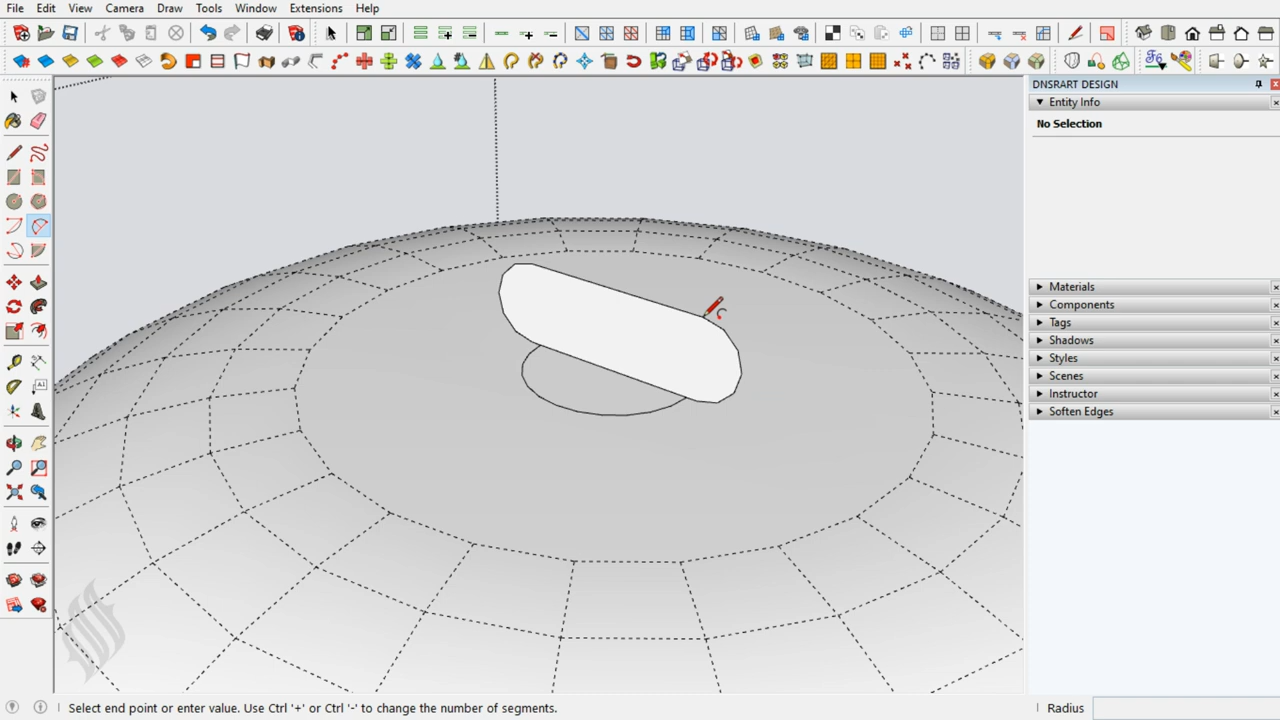 File Edit View Camera Draw Tools Window Extensions Help
DNSRART DESIGN
Entity Info
No Selection
Materials
Components
Tags
Shadows
Styles
Scenes
Instructor
Soften Edges
Select end point or enter value. Use Ctrl '+' or Ctrl '-' to change the number of segments.
Radius